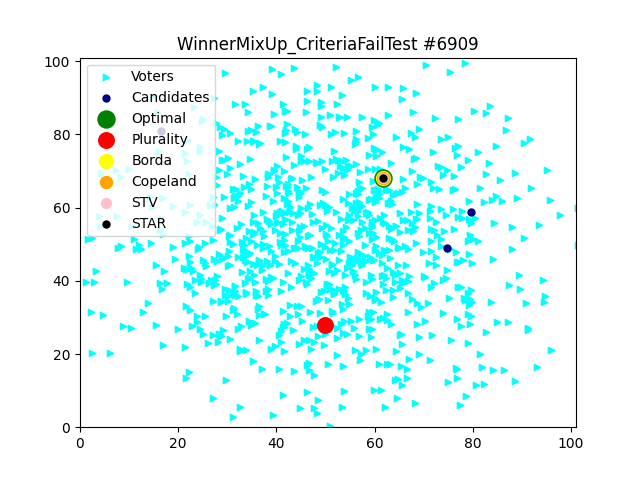 WinnerMixUp_CriteriaFailTest #6909
100
80
60
40
20
0
Voters
Candidates
Optimal
Plurality
Borda
Copeland
STV
STAR
0 20 40 60 80 100